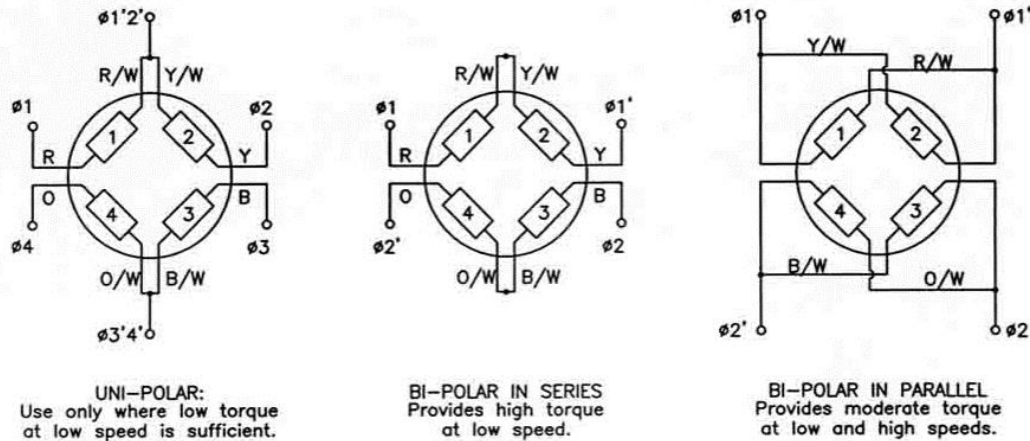 ø1'2'
R/W Y/W
ø1 ø2
1 2
R Y
O B
4 3
ø4 ø3
O/W B/W
ø3'4'
UNI-POLAR:
Use only where low torque
at low speed is sufficient.
R/W Y/W
ø1 ø1'
1 2
R Y
O B
4 3
ø2' ø2
O/W B/W
BI-POLAR IN SERIES
Provides high torque
at low speed.
ø1 ø1'
Y/W
R/W
1 2
4 3
B/W O/W
ø2' ø2
BI-POLAR IN PARALLEL
Provides moderate torque
at low and high speeds.